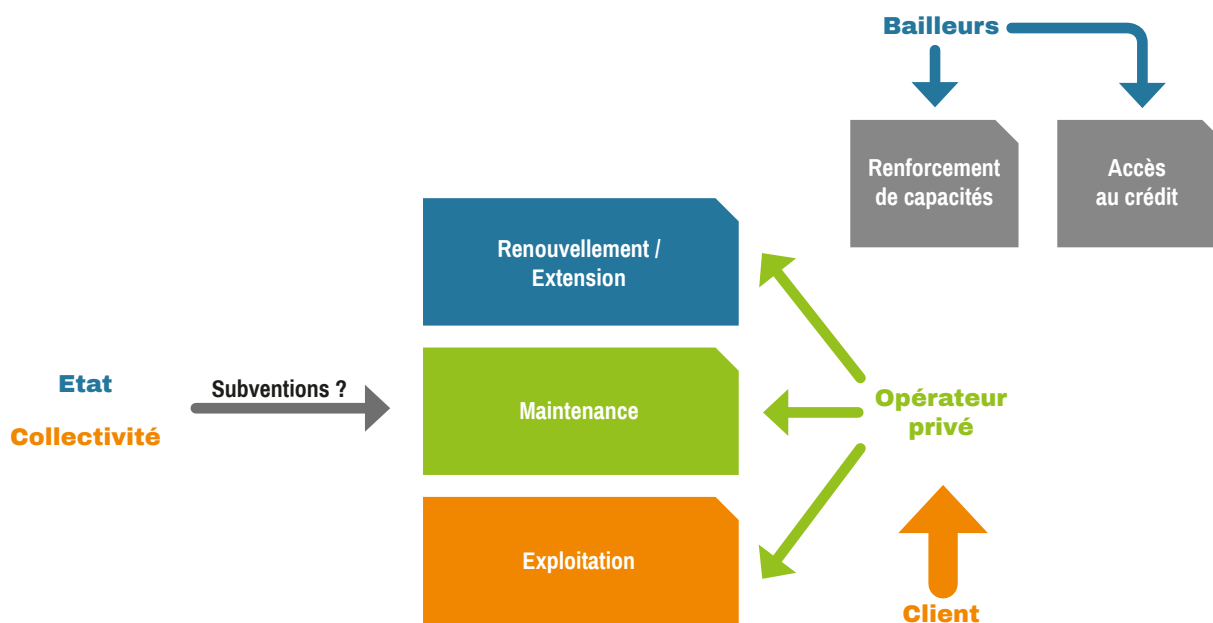 Bailleurs
Renforcement
de capacités
Accès
au crédit
Renouvellement /
Extension
Etat
Collectivité
Subventions ?
Maintenance
Opérateur
privé
Exploitation
Client